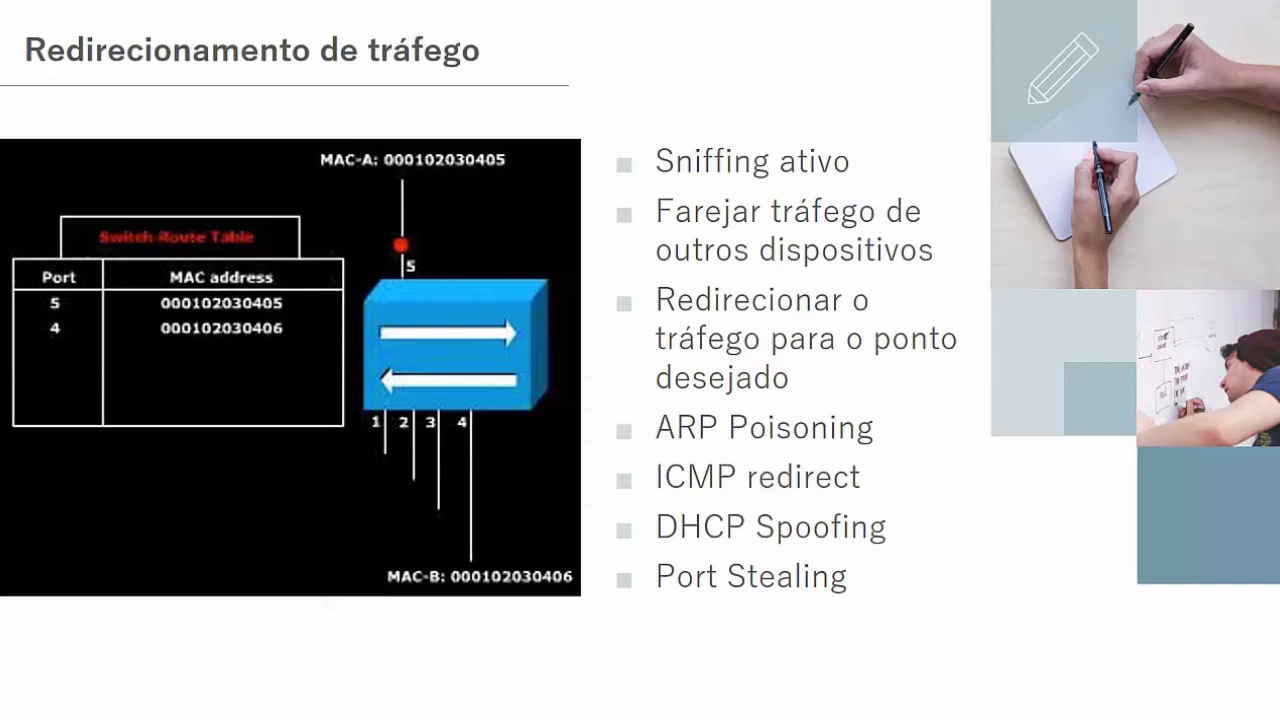 Redirecionamento de tráfego
MAC-A: 000102030405
Switch Route Table
Port MAC address
5 000102030405
4 000102030406
5
1 2 3 4
MAC-B: 000102030406
Sniffing ativo
Farejar tráfego de
outros dispositivos
Redirecionar o
tráfego para o ponto
desejado
ARP Poisoning
ICMP redirect
DHCP Spoofing
Port Stealing